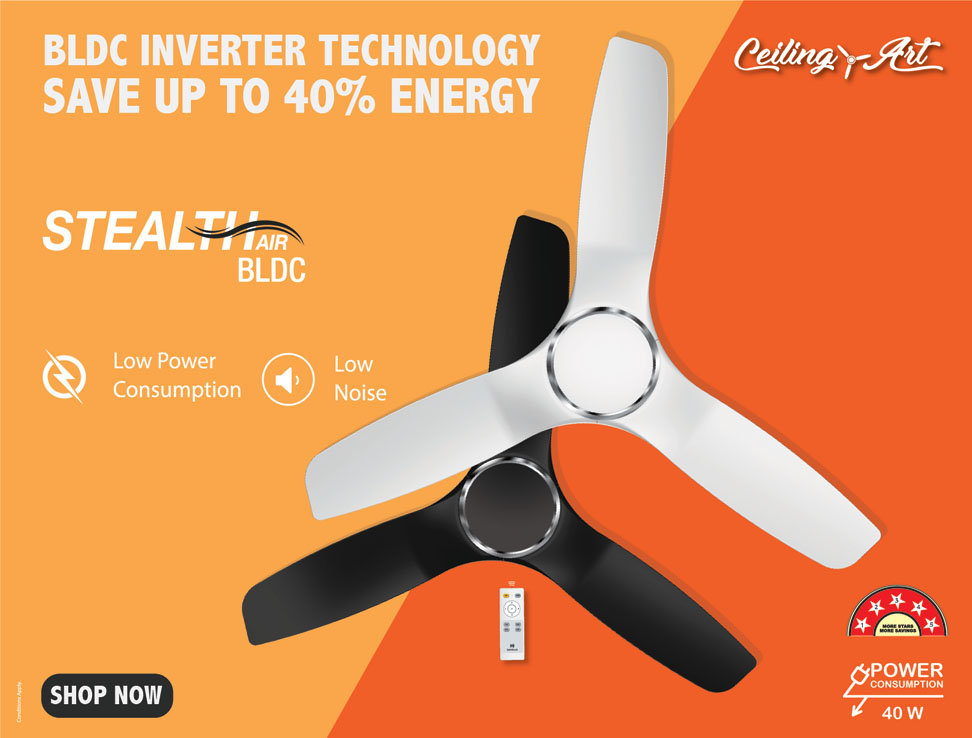 BLDC INVERTER TECHNOLOGY
SAVE UP TO 40% ENERGY
Ceiling Art
STEALTH AIR
BLDC
Low Power
Consumption
Low
Noise
MORE STARS
MORE SAVINGS
POWER
CONSUMPTION
40 W
SHOP NOW
Conditions Apply